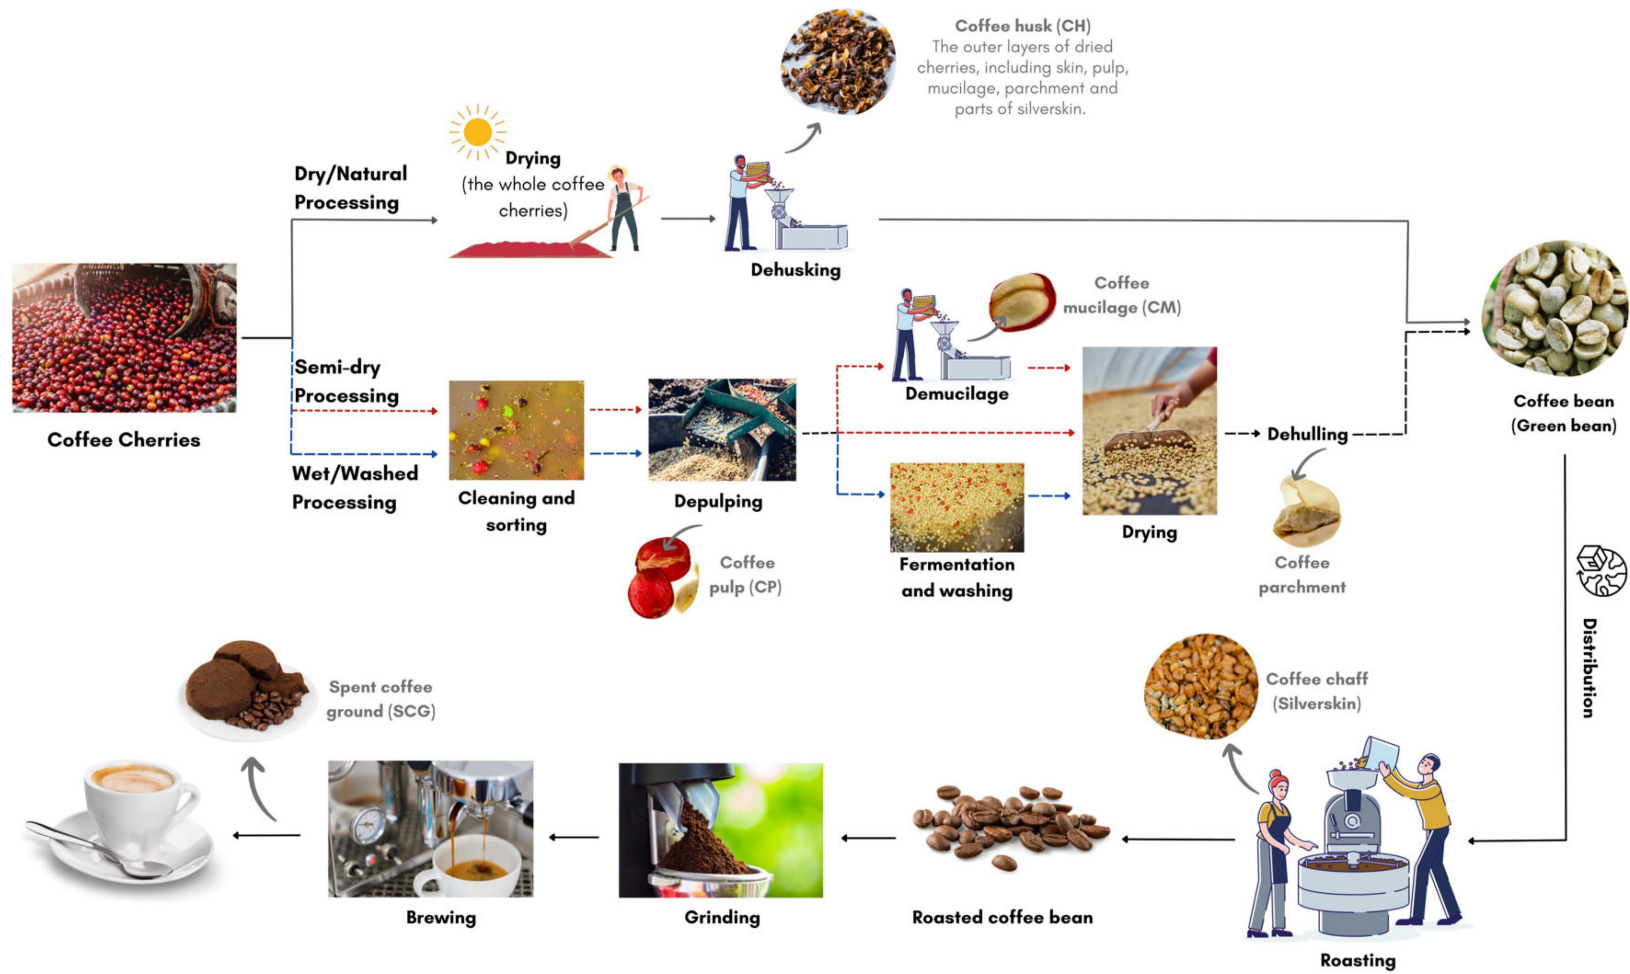 Coffee husk (CH)
The outer layers of dried
cherries, including skin, pulp,
mucilage, parchment and
parts of silverskin.
Dry/Natural
Processing
Drying
(the whole coffee
cherries)
Dehusking
Coffee Cherries
Semi-dry
Processing
Wet/Washed
Processing
Cleaning and
sorting
Depulping
Coffee
pulp (CP)
Coffee
mucilage (CM)
Demucilage
Fermentation
and washing
Drying
Dehulling
Coffee
parchment
Coffee bean
(Green bean)
Distribution
Coffee chaff
(Silverskin)
Roasting
Roasted coffee bean
Grinding
Brewing
Spent coffee
ground (SCG)